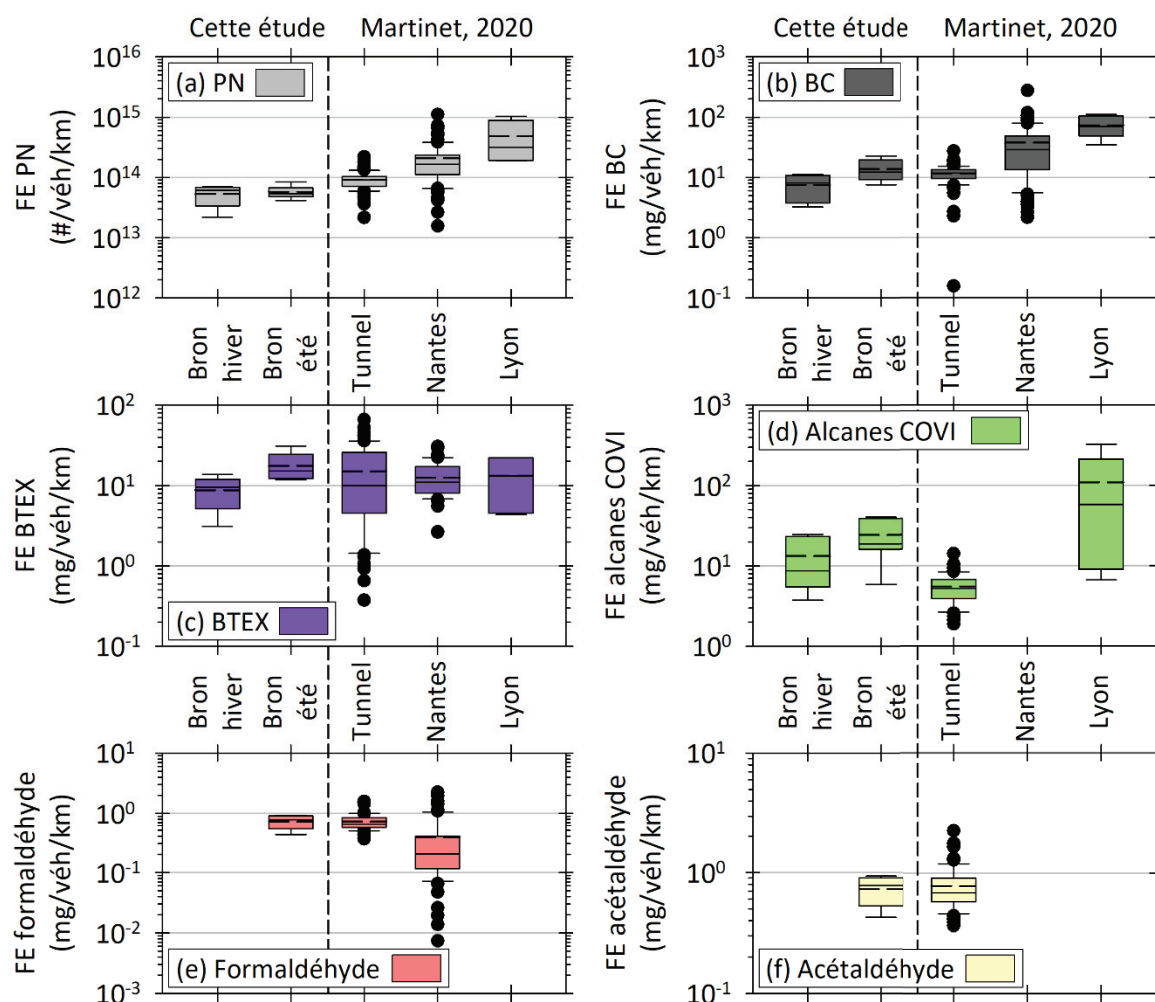 Cette étude Martinet, 2020 Cette étude Martinet, 2020
FE PN
(#/véh/km)
10^16
10^15
10^14
10^13
10^12
(a) PN
FE BC
(mg/véh/km)
10^3
10^2
10^1
10^0
10^-1
(b) BC
Bron
hiver
Bron
été
Tunnel
Nantes
Lyon
Bron
hiver
Bron
été
Tunnel
Nantes
Lyon
FE BTEX
(mg/véh/km)
10^2
10^1
10^0
10^-1
(c) BTEX
FE alcanes COVI
(mg/véh/km)
10^3
10^2
10^1
10^0
(d) Alcanes COVI
Bron
hiver
Bron
été
Tunnel
Nantes
Lyon
Bron
hiver
Bron
été
Tunnel
Nantes
Lyon
FE formaldéhyde
(mg/véh/km)
10^1
10^0
10^-1
10^-2
10^-3
(e) Formaldéhyde
FE acétaldéhyde
(mg/véh/km)
10^1
10^0
10^-1
(f) Acétaldéhyde